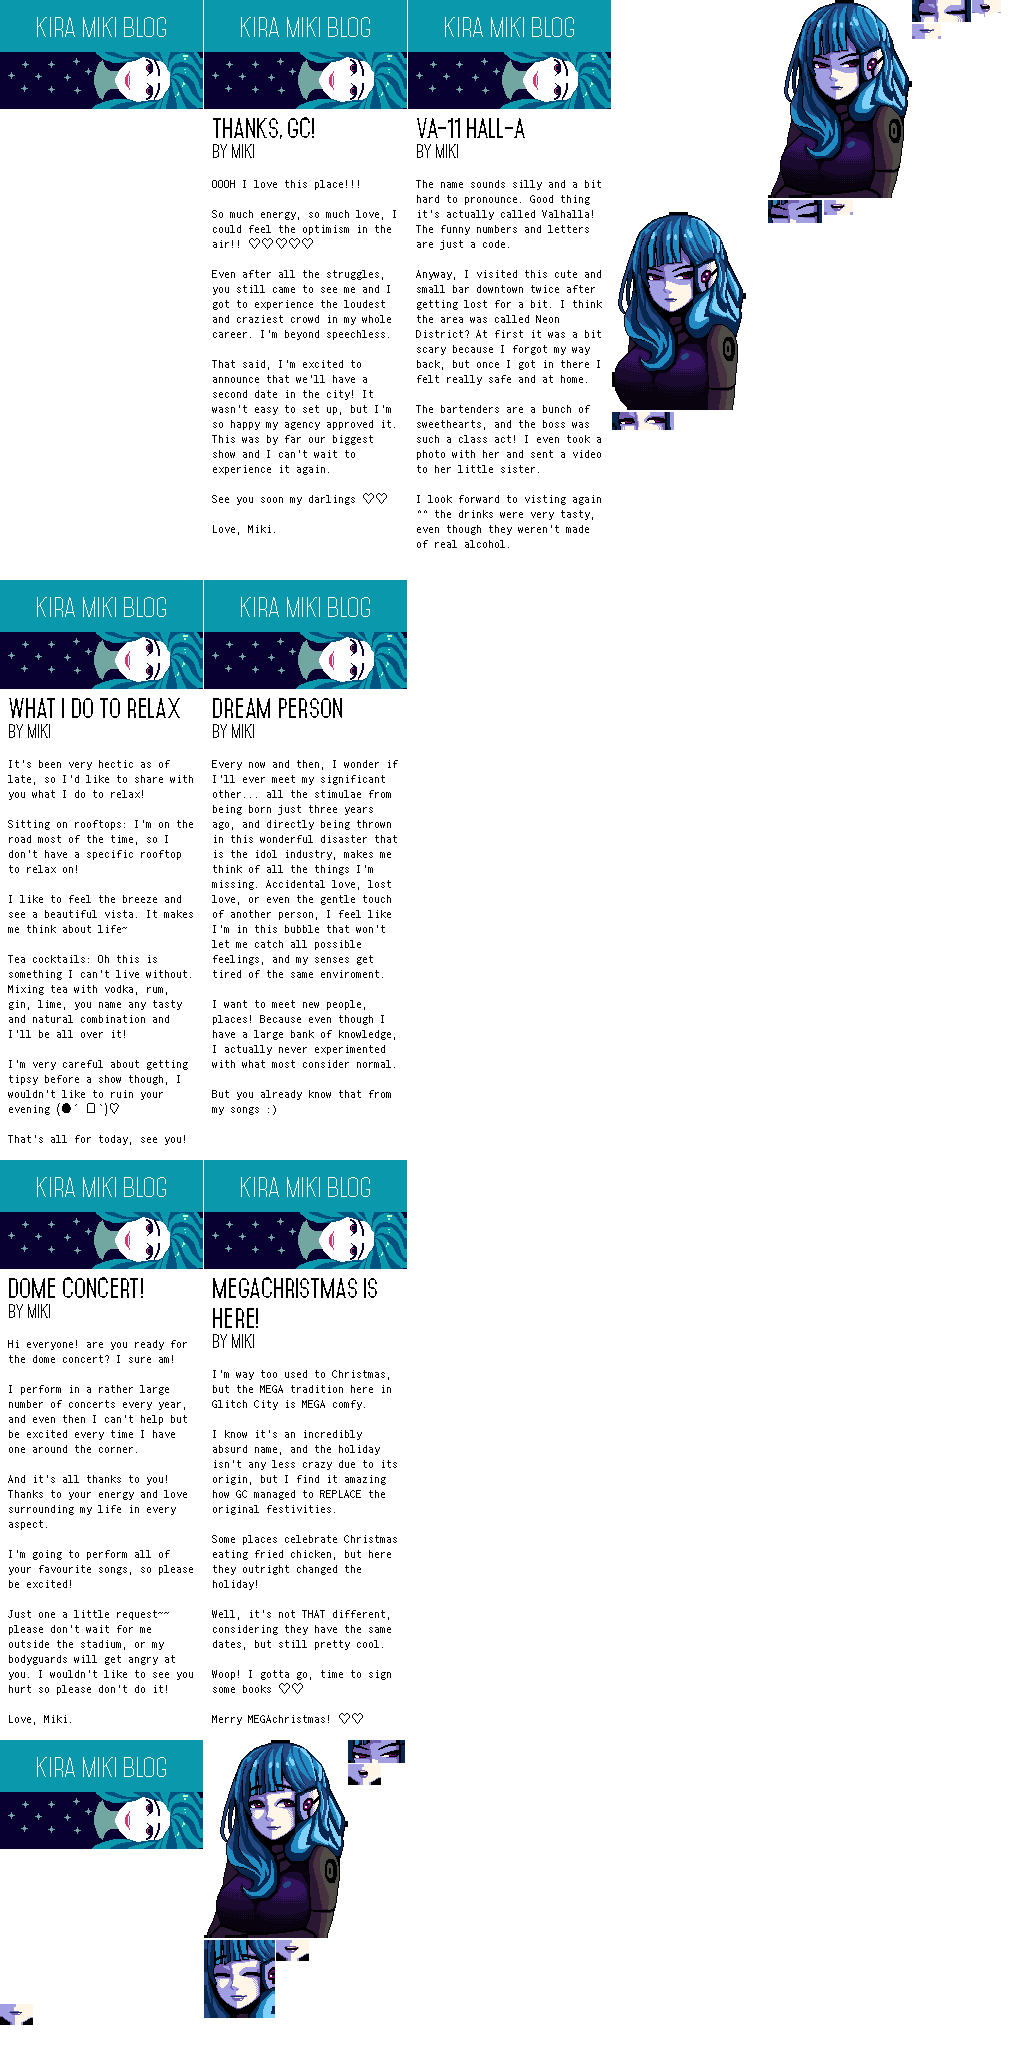 KIRA MIKI BLOG
KIRA MIKI BLOG
THANKS, GC!
BY MIKI
OOOH I love this place!!!
So much energy, so much love, I
could feel the optimism in the
air!! ♡♡♡♡♡
Even after all the struggles,
you still came to see me and I
got to experience the loudest
and craziest crowd in my whole
career. I'm beyond speechless.
That said, I'm excited to
announce that we'll have a
second date in the city! It
wasn't easy to set up, but I'm
so happy my agency approved it.
This was by far our biggest
show and I can't wait to
experience it again.
See you soon my darlings ♡♡
Love, Miki.
KIRA MIKI BLOG
VA-11 HALL-A
BY MIKI
The name sounds silly and a bit
hard to pronounce. Good thing
it's actually called Valhalla!
The funny numbers and letters
are just a code.
Anyway, I visited this cute and
small bar downtown twice after
getting lost for a bit. I think
the area was called Neon
District? At first it was a bit
scary because I forgot my way
back, but once I got in there I
felt really safe and at home.
The bartenders are a bunch of
sweethearts, and the boss was
such a class act! I even took a
photo with her and sent a video
to her little sister.
I look forward to visting again
^^ the drinks were very tasty,
even though they weren't made
of real alcohol.
KIRA MIKI BLOG
WHAT I DO TO RELAX
BY MIKI
It's been very hectic as of
late, so I'd like to share with
you what I do to relax!
Sitting on rooftops: I'm on the
road most of the time, so I
don't have a specific rooftop
to relax on!
I like to feel the breeze and
see a beautiful vista. It makes
me think about life~
Tea cocktails: Oh this is
something I can't live without.
Mixing tea with vodka, rum,
gin, lime, you name any tasty
and natural combination and
I'll be all over it!
I'm very careful about getting
tipsy before a show though, I
wouldn't like to ruin your
evening (●´ □`)♡
That's all for today, see you!
KIRA MIKI BLOG
DREAM PERSON
BY MIKI
Every now and then, I wonder if
I'll ever meet my significant
other... all the stimulae from
being born just three years
ago, and directly being thrown
in this wonderful disaster that
is the idol industry, makes me
think of all the things I'm
missing. Accidental love, lost
love, or even the gentle touch
of another person, I feel like
I'm in this bubble that won't
let me catch all possible
feelings, and my senses get
tired of the same enviroment.
I want to meet new people,
places! Because even though I
have a large bank of knowledge,
I actually never experimented
with what most consider normal.
But you already know that from
my songs :)
KIRA MIKI BLOG
DOME CONCERT!
BY MIKI
Hi everyone! are you ready for
the dome concert? I sure am!
I perform in a rather large
number of concerts every year,
and even then I can't help but
be excited every time I have
one around the corner.
And it's all thanks to you!
Thanks to your energy and love
surrounding my life in every
aspect.
I'm going to perform all of
your favourite songs, so please
be excited!
Just one a little request~~
please don't wait for me
outside the stadium, or my
bodyguards will get angry at
you. I wouldn't like to see you
hurt so please don't do it!
Love, Miki.
KIRA MIKI BLOG
MEGACHRISTMAS IS
HERE!
BY MIKI
I'm way too used to Christmas,
but the MEGA tradition here in
Glitch City is MEGA comfy.
I know it's an incredibly
absurd name, and the holiday
isn't any less crazy due to its
origin, but I find it amazing
how GC managed to REPLACE the
original festivities.
Some places celebrate Christmas
eating fried chicken, but here
they outright changed the
holiday!
Well, it's not THAT different,
considering they have the same
dates, but still pretty cool.
Woop! I gotta go, time to sign
some books ♡♡
Merry MEGAchristmas! ♡♡
KIRA MIKI BLOG